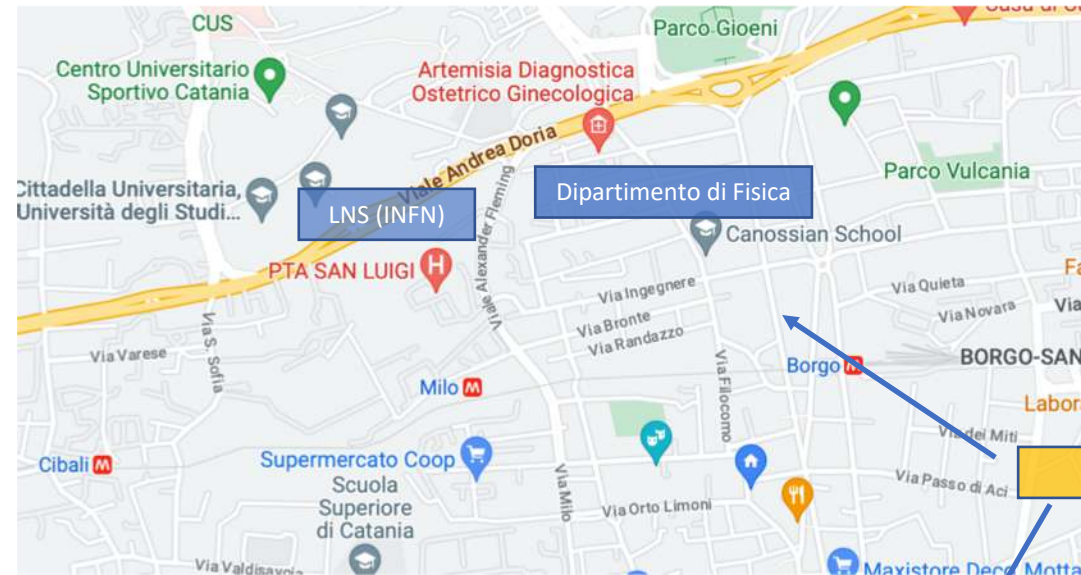 CUS
Parco Gioeni
Centro Universitario
Sportivo Catania
Artemisia Diagnostica
Ostetrico Ginecologica
Viale Andrea Doria
Cittadella Universitaria,
Università degli Studi...
LNS (INFN)
Dipartimento di Fisica
Parco Vulcania
Viale Alexander Fleming
Canossian School
PTA SAN LUIGI
H
Via Ingegnere
Via Quieta
Fa
Via Bronte
Via Novara
Via
Via S. Sofia
Via Randazzo
Via Varese
Borgo M
BORGO-SAN
Milo M
Via Filocomo
Labor
Via dei Miti
Cibali M
Supermercato Coop
Scuola
Superiore
di Catania
Via Milo
Via Passo di Aci
Via Orto Limoni
Via Valdisavoia
Maxistore Decò Motta